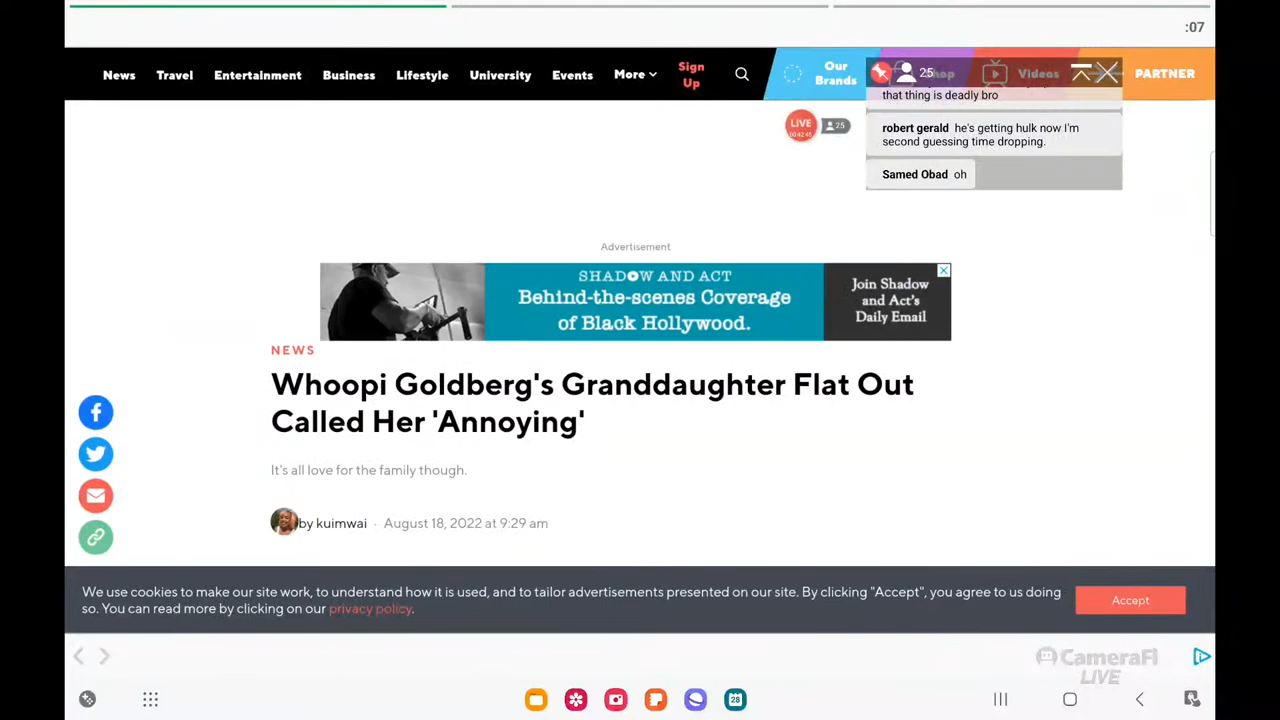 :07
News Travel Entertainment Business Lifestyle University Events More Sign Up
Our Brands Shop Videos PARTNER
25
that thing is deadly bro
LIVE
00:42:45
25
robert gerald he's getting hulk now I'm
second guessing time dropping.
Samed Obad oh
Advertisement
SHADOW AND ACT
Behind-the-scenes Coverage
of Black Hollywood.
Join Shadow
and Act's
Daily Email
NEWS
Whoopi Goldberg's Granddaughter Flat Out
Called Her 'Annoying'
It's all love for the family though.
by kuimwai · August 18, 2022 at 9:29 am
We use cookies to make our site work, to understand how it is used, and to tailor advertisements presented on our site. By clicking "Accept", you agree to us doing
so. You can read more by clicking on our privacy policy.
Accept
CameraFi
LIVE
28